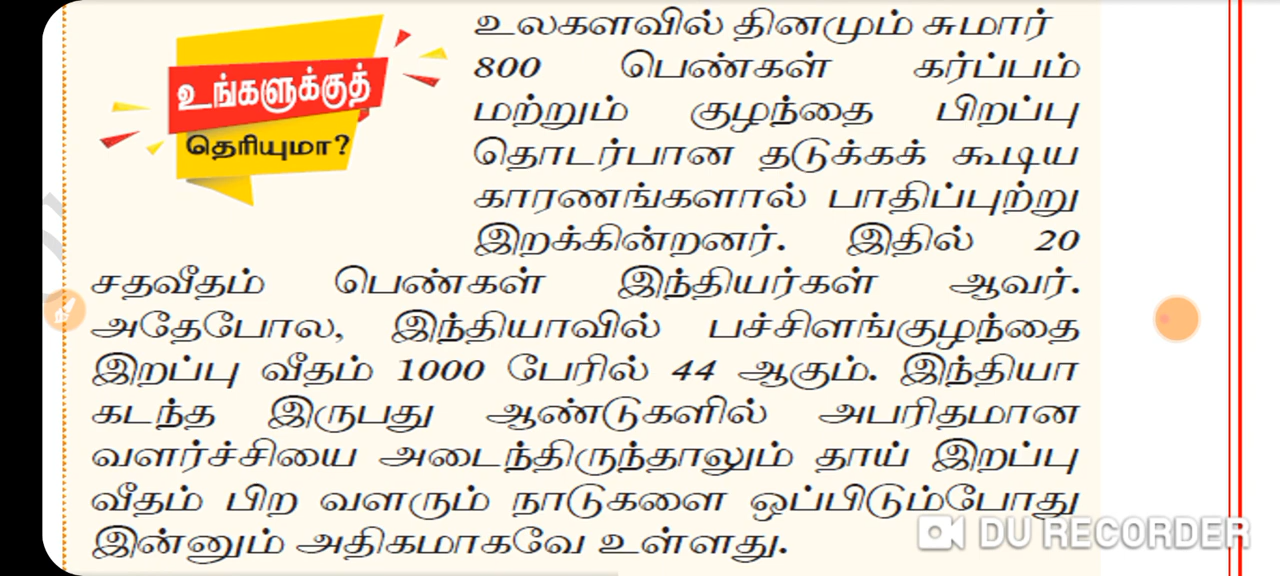 உங்களுக்குத்
தெரியுமா?
உலகளவில் தினமும் சுமார்
800 பெண்கள் கர்ப்பம்
மற்றும் குழந்தை பிறப்பு
தொடர்பான தடுக்கக் கூடிய
காரணங்களால் பாதிப்புற்று
இறக்கின்றனர். இதில் 20
சதவீதம் பெண்கள் இந்தியர்கள் ஆவர்.
அதேபோல, இந்தியாவில் பச்சிளங்குழந்தை
இறப்பு வீதம் 1000 பேரில் 44 ஆகும். இந்தியா
கடந்த இருபது ஆண்டுகளில் அபரிதமான
வளர்ச்சியை அடைந்திருந்தாலும் தாய் இறப்பு
வீதம் பிற வளரும் நாடுகளை ஒப்பிடும்போது
இன்னும் அதிகமாகவே உள்ளது.
DU RECORDER